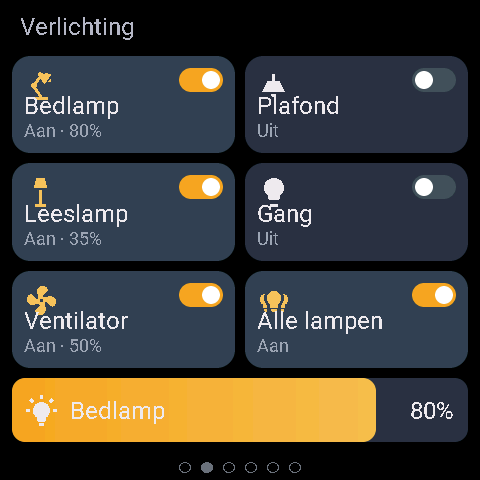 Verlichting
Bedlamp
Aan · 80%
Plafond
Uit
Leeslamp
Aan · 35%
Gang
Uit
Ventilator
Aan · 50%
Alle lampen
Aan
Bedlamp 80%